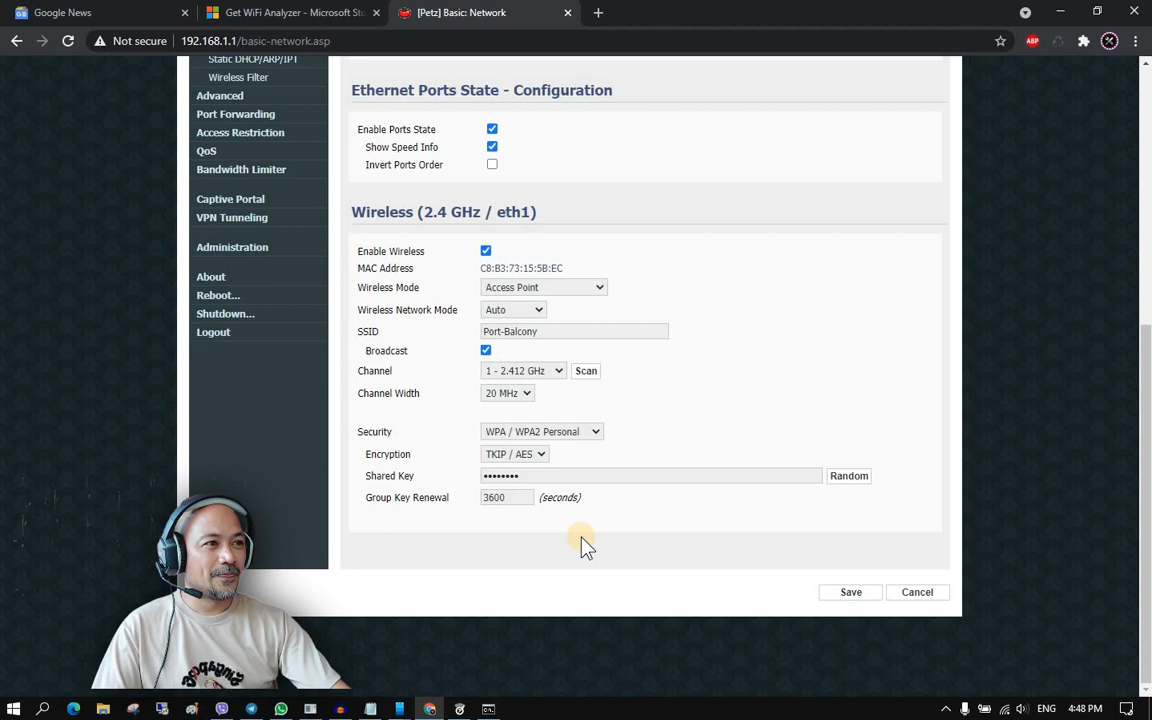 Google News
Get WiFi Analyzer - Microsoft Sto
[Petz] Basic: Network
Not secure
192.168.1.1/basic-network.asp
ABP
Static DHCP/ARP/IPT
Wireless Filter
Advanced
Port Forwarding
Access Restriction
QoS
Bandwidth Limiter
Captive Portal
VPN Tunneling
Administration
About
Reboot...
Shutdown...
Logout
Ethernet Ports State - Configuration
Enable Ports State
Show Speed Info
Invert Ports Order
Wireless (2.4 GHz / eth1)
Enable Wireless
MAC Address C8:B3:73:15:5B:EC
Wireless Mode Access Point
Wireless Network Mode Auto
SSID Port-Balcony
Broadcast
Channel 1 - 2.412 GHz Scan
Channel Width 20 MHz
Security WPA / WPA2 Personal
Encryption TKIP / AES
Shared Key •••••••• Random
Group Key Renewal 3600 (seconds)
Save Cancel
ENG 4:48 PM